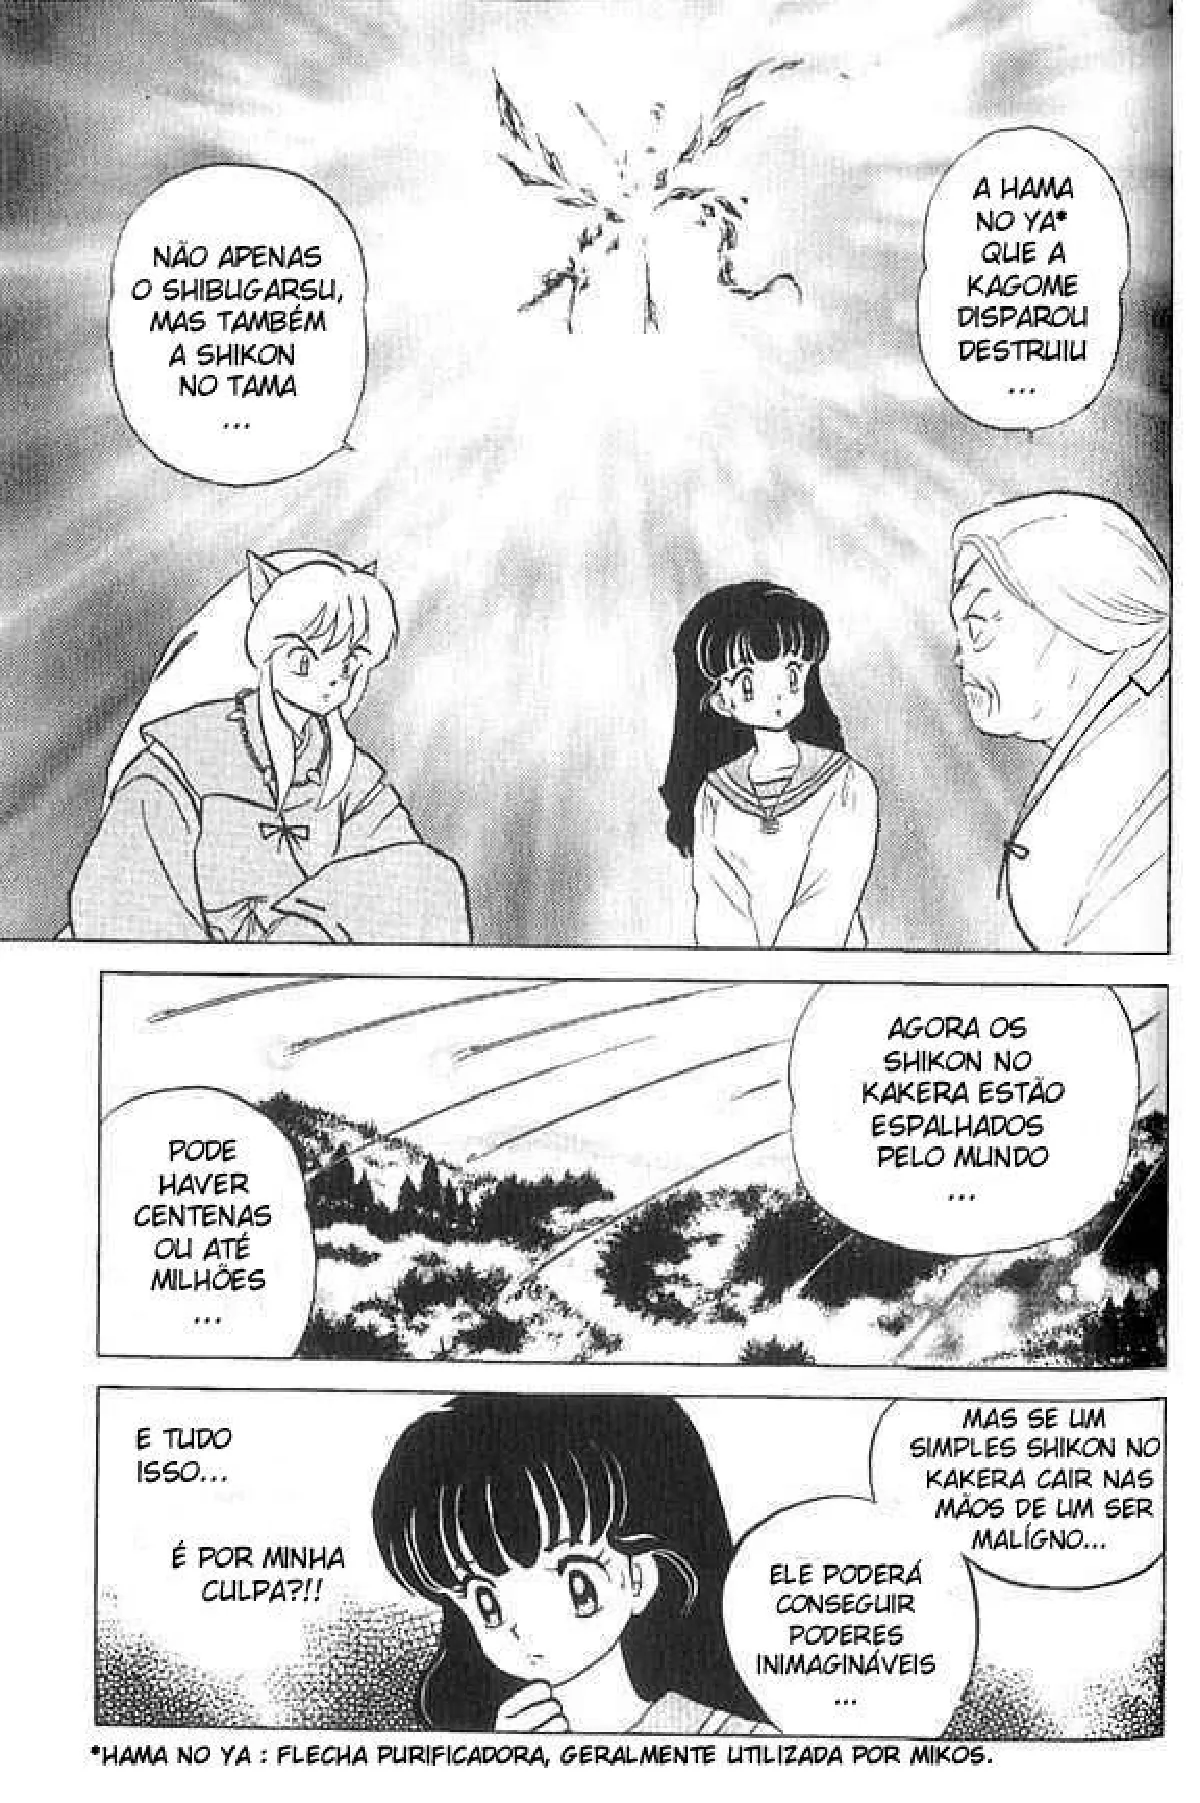 A HAMA
NO YA*
QUE A
KAGOME
DISPAROU
DESTRUIU
...
NÃO APENAS
O SHIBUGARSU,
MAS TAMBÉM
A SHIKON
NO TAMA
...
AGORA OS
SHIKON NO
KAKERA ESTÃO
ESPALHADOS
PELO MUNDO
...
PODE
HAVER
CENTENAS
OU ATÉ
MILHÕES
...
MAS SE UM
SIMPLES SHIKON NO
KAKERA CAIR NAS
MÃOS DE UM SER
MALÍGNO...
ELE PODERÁ
CONSEGUIR
PODERES
INIMAGINÁVEIS
...
E TUDO
ISSO...
É POR MINHA
CULPA?!!
*HAMA NO YA : FLECHA PURIFICADORA, GERALMENTE UTILIZADA POR MIKOS.